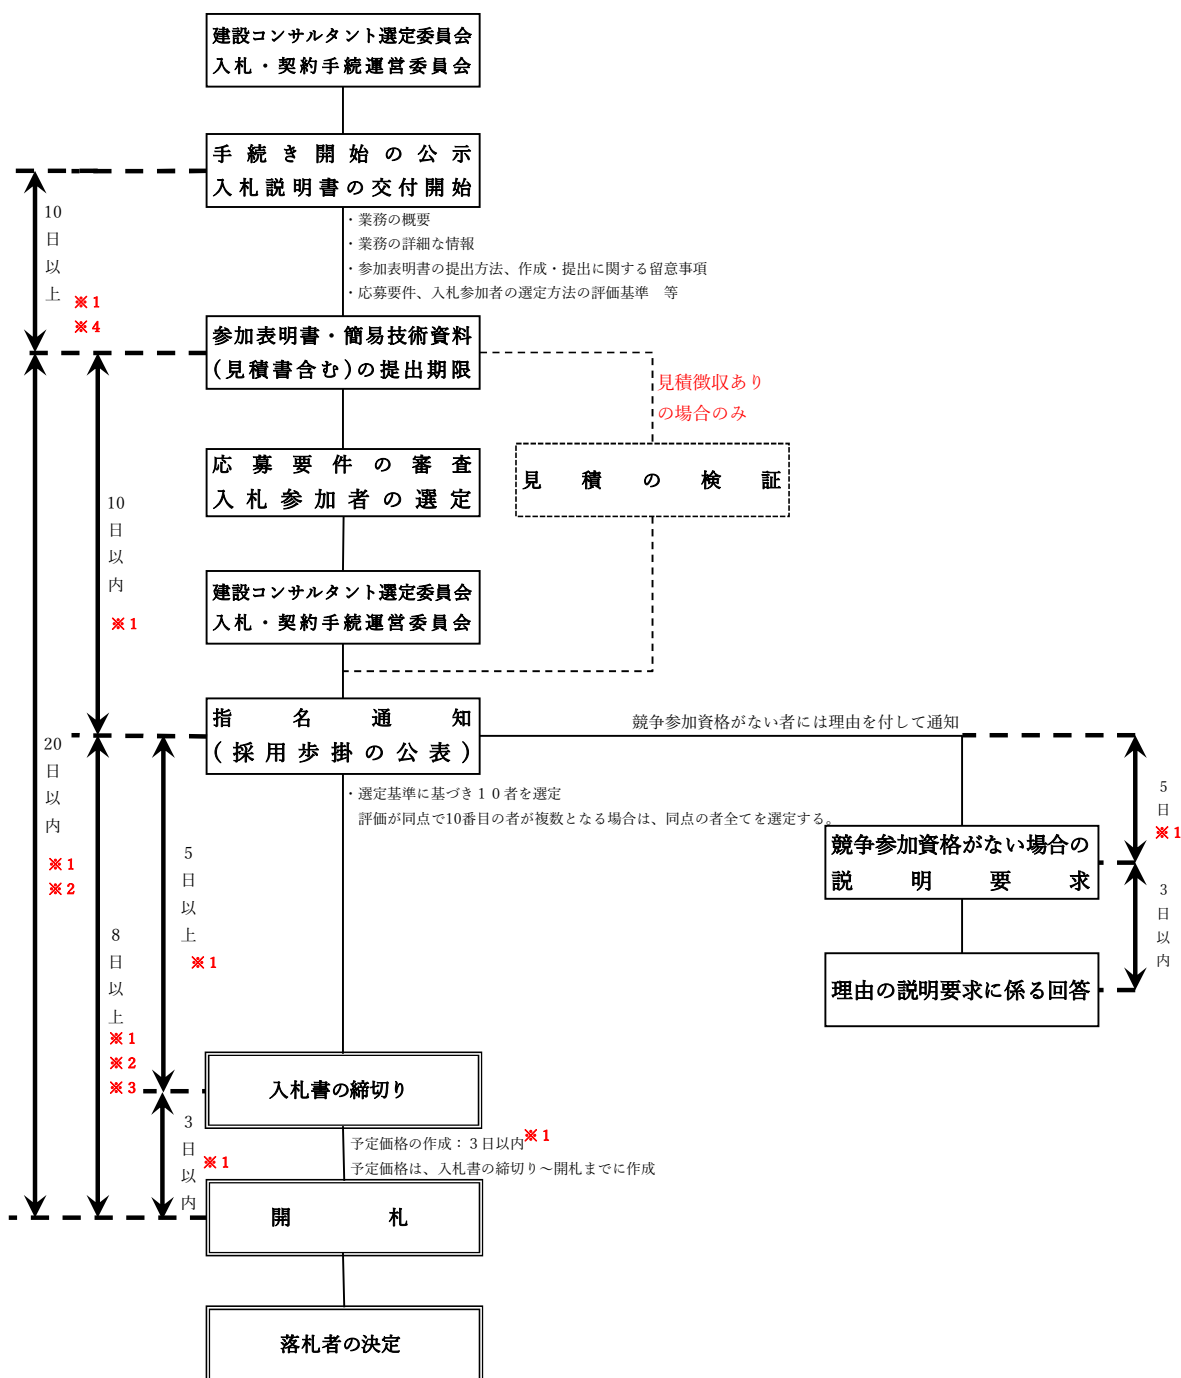 建設コンサルタント選定委員会
入札・契約手続運営委員会
手続き開始の公示
入札説明書の交付開始
10
日
以
上
※1
※4
・業務の概要
・業務の詳細な情報
・参加表明書の提出方法、作成・提出に関する留意事項
・応募要件、入札参加者の選定方法の評価基準　等
参加表明書・簡易技術資料
(見積書含む)の提出期限
見積徴収あり
の場合のみ
応募要件の審査
入札参加者の選定
見積の検証
10
日
以
内
※1
建設コンサルタント選定委員会
入札・契約手続運営委員会
指名通知
(採用歩掛の公表)
競争参加資格がない者には理由を付して通知
20
日
以
内
※1
※2
・選定基準に基づき１０者を選定
評価が同点で10番目の者が複数となる場合は、同点の者全てを選定する。
5
日
※1
競争参加資格がない場合の
説明要求
3
日
以
内
理由の説明要求に係る回答
5
日
以
上
※1
8
日
以
上
※1
※2
※3
入札書の締切り
3
日
以
内
※1
予定価格の作成：３日以内※1
予定価格は、入札書の締切り～開札までに作成
開札
落札者の決定